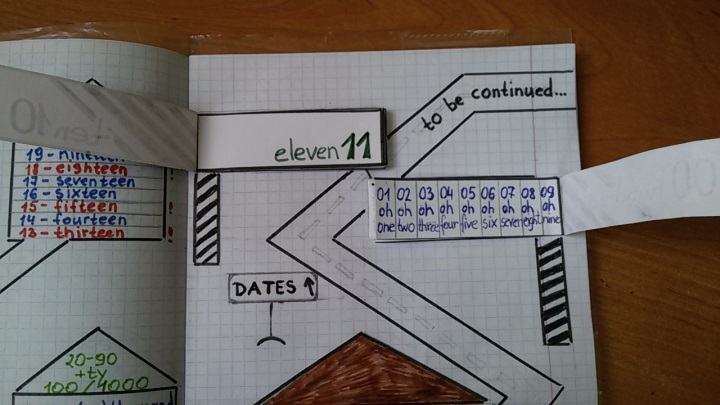 19 - nineteen
18 - eighteen
17 - seventeen
16 - sixteen
15 - fifteen
14 - fourteen
13 - thirteen
20-90
+ty
100/1000
eleven 11
to be continued...
01 02 03 04 05 06 07 08 09
oh oh oh oh oh oh oh oh oh
one two three four five six seven eight nine
DATES ↑